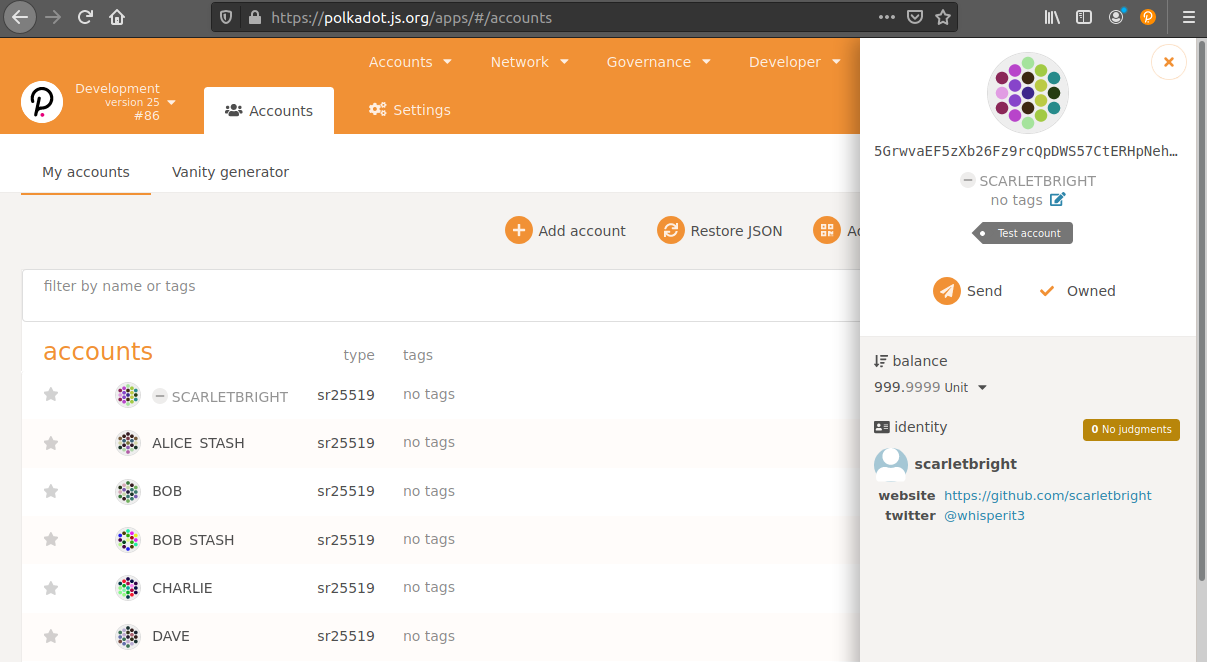 https://polkadot.js.org/apps/#/accounts
Accounts Network Governance Developer
Development
version 25
#86
Accounts
Settings
My accounts Vanity generator
Add account Restore JSON
filter by name or tags
accounts type tags
SCARLETBRIGHT sr25519 no tags
ALICE STASH sr25519 no tags
BOB sr25519 no tags
BOB STASH sr25519 no tags
CHARLIE sr25519 no tags
DAVE sr25519 no tags
5GrwvaEF5zXb26Fz9rcQpDWS57CtERHpNeh…
SCARLETBRIGHT
no tags
Test account
Send Owned
balance
999.9999 Unit
identity 0 No judgments
scarletbright
website https://github.com/scarletbright
twitter @whisperit3